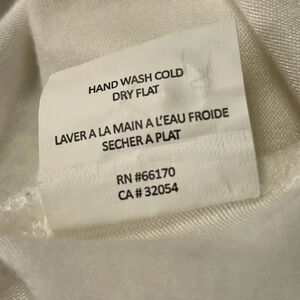 HAND WASH COLD
DRY FLAT
LAVER A LA MAIN A L'EAU FROIDE
SECHER A PLAT
RN #66170
CA # 32054